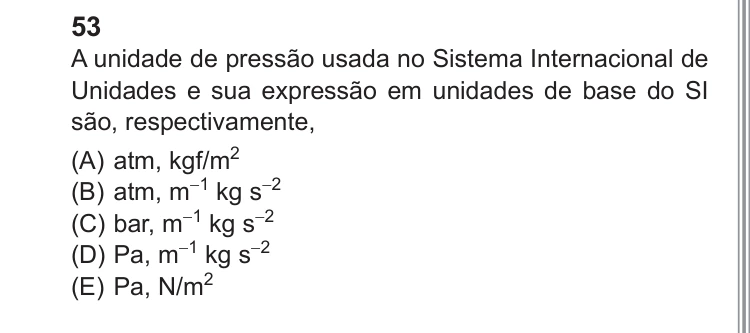 53
A unidade de pressão usada no Sistema Internacional de
Unidades e sua expressão em unidades de base do SI
são, respectivamente,
(A) atm, kgf/m²
(B) atm, m⁻¹ kg s⁻²
(C) bar, m⁻¹ kg s⁻²
(D) Pa, m⁻¹ kg s⁻²
(E) Pa, N/m²